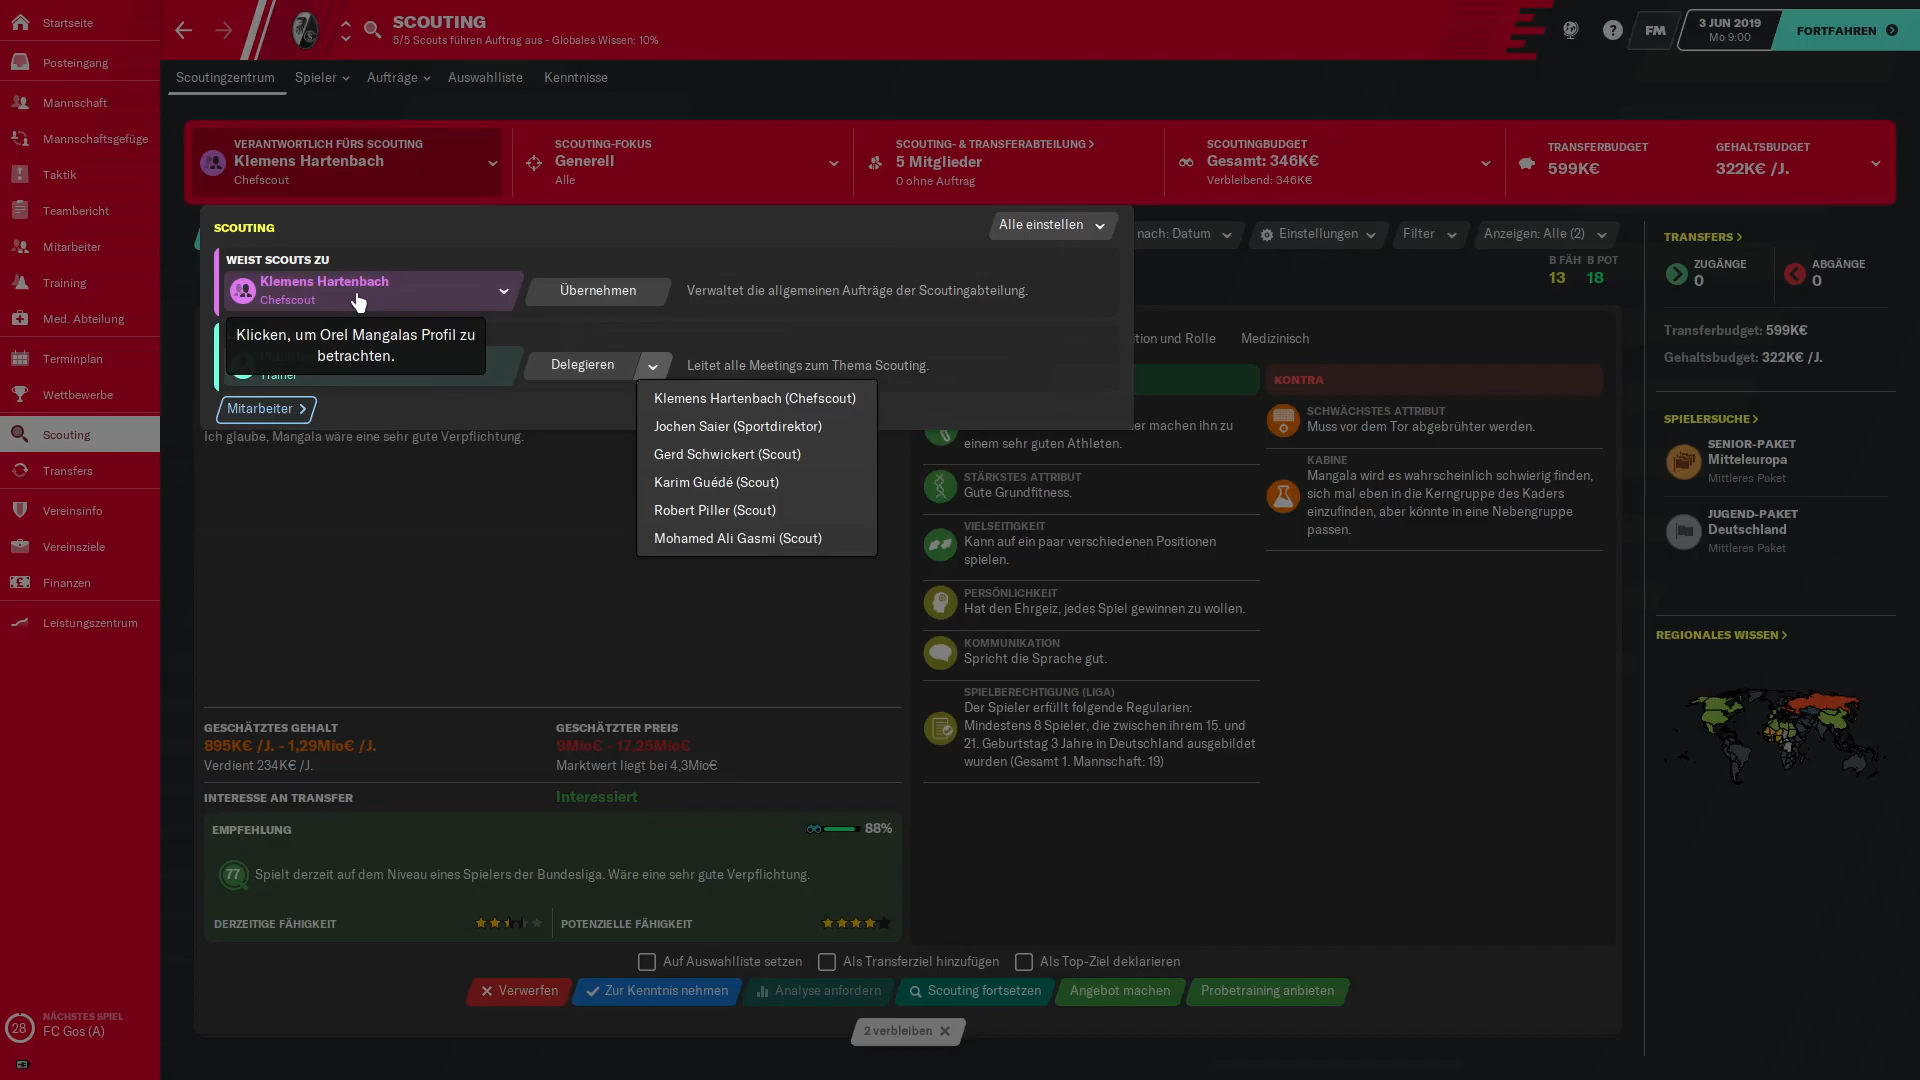 Startseite
Posteingang
Mannschaft
Mannschaftsgefüge
Taktik
Teambericht
Mitarbeiter
Training
Med. Abteilung
Terminplan
Wettbewerbe
Scouting
Transfers
Vereinsinfo
Vereinsziele
Finanzen
Leistungszentrum
28
NÄCHSTES SPIEL
FC Gos (A)
SCOUTING
5/5 Scouts führen Auftrag aus - Globales Wissen: 10%
FM
3 JUN 2019
Mo 9:00
FORTFAHREN
Scoutingzentrum
Spieler
Aufträge
Auswahlliste
Kenntnisse
VERANTWORTLICH FÜRS SCOUTING
Klemens Hartenbach
Chefscout
SCOUTING-FOKUS
Generell
Alle
SCOUTING- & TRANSFERABTEILUNG >
5 Mitglieder
0 ohne Auftrag
SCOUTINGBUDGET
Gesamt: 346K€
Verbleibend: 346K€
TRANSFERBUDGET
599K€
GEHALTSBUDGET
322K€ /J.
SCOUTING
Alle einstellen
WEIST SCOUTS ZU
Klemens Hartenbach
Chefscout
Übernehmen
Verwaltet die allgemeinen Aufträge der Scoutingabteilung.
Klicken, um Orel Mangalas Profil zu
betrachten.
Trainer
Delegieren
Leitet alle Meetings zum Thema Scouting.
Mitarbeiter >
Klemens Hartenbach (Chefscout)
Jochen Saier (Sportdirektor)
Gerd Schwickert (Scout)
Karim Guédé (Scout)
Robert Piller (Scout)
Mohamed Ali Gasmi (Scout)
nach: Datum
Einstellungen
Filter
Anzeigen: Alle (2)
B FÄH
B POT
13
18
tion und Rolle
Medizinisch
Ich glaube, Mangala wäre eine sehr gute Verpflichtung.
er machen ihn zu
einem sehr guten Athleten.
STÄRKSTES ATTRIBUT
Gute Grundfitness.
VIELSEITIGKEIT
Kann auf ein paar verschiedenen Positionen
spielen.
PERSÖNLICHKEIT
Hat den Ehrgeiz, jedes Spiel gewinnen zu wollen.
KOMMUNIKATION
Spricht die Sprache gut.
SPIELBERECHTIGUNG (LIGA)
Der Spieler erfüllt folgende Regularien:
Mindestens 8 Spieler, die zwischen ihrem 15. und
21. Geburtstag 3 Jahre in Deutschland ausgebildet
wurden (Gesamt 1. Mannschaft: 19)
KONTRA
SCHWÄCHSTES ATTRIBUT
Muss vor dem Tor abgebrühter werden.
KABINE
Mangala wird es wahrscheinlich schwierig finden,
sich mal eben in die Kerngruppe des Kaders
einzufinden, aber könnte in eine Nebengruppe
passen.
GESCHÄTZTES GEHALT
895K€ /J. - 1,29Mio€ /J.
Verdient 234K€ /J.
GESCHÄTZTER PREIS
9Mio€ - 17,25Mio€
Marktwert liegt bei 4,3Mio€
INTERESSE AN TRANSFER
Interessiert
EMPFEHLUNG
88%
77
Spielt derzeit auf dem Niveau eines Spielers der Bundesliga. Wäre eine sehr gute Verpflichtung.
DERZEITIGE FÄHIGKEIT
POTENZIELLE FÄHIGKEIT
Auf Auswahlliste setzen
Als Transferziel hinzufügen
Als Top-Ziel deklarieren
Verwerfen
Zur Kenntnis nehmen
Analyse anfordern
Scouting fortsetzen
Angebot machen
Probetraining anbieten
2 verbleiben
TRANSFERS >
ZUGÄNGE
0
ABGÄNGE
0
Transferbudget: 599K€
Gehaltsbudget: 322K€ /J.
SPIELERSUCHE >
SENIOR-PAKET
Mitteleuropa
Mittleres Paket
JUGEND-PAKET
Deutschland
Mittleres Paket
REGIONALES WISSEN >